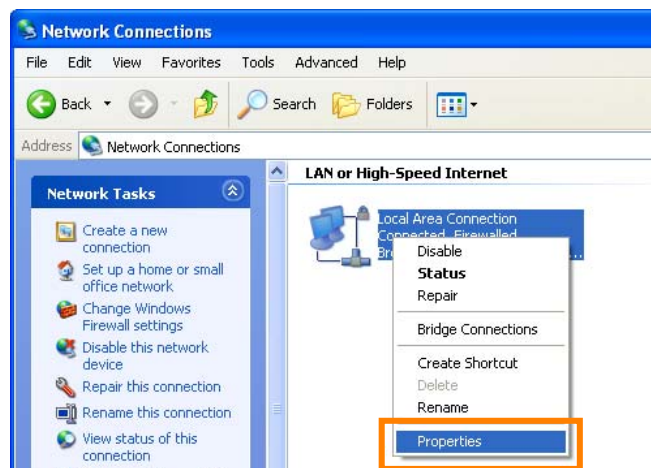 Network Connections
File Edit View Favorites Tools Advanced Help
Back Search Folders
Address Network Connections
Network Tasks
Create a new
connection
Set up a home or small
office network
Change Windows
Firewall settings
Disable this network
device
Repair this connection
Rename this connection
View status of this
connection
LAN or High-Speed Internet
Local Area Connection
Connected, Firewalled
Disable
Status
Repair
Bridge Connections
Create Shortcut
Delete
Rename
Properties